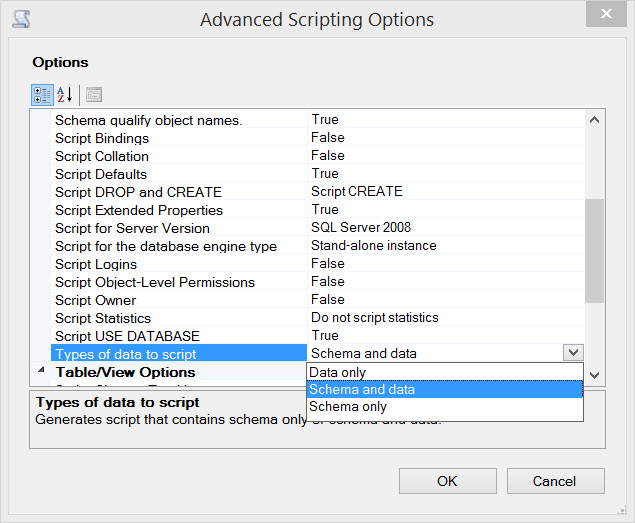 Advanced Scripting Options
Options
Schema qualify object names. True
Script Bindings False
Script Collation False
Script Defaults True
Script DROP and CREATE Script CREATE
Script Extended Properties True
Script for Server Version SQL Server 2008
Script for the database engine type Stand-alone instance
Script Logins False
Script Object-Level Permissions False
Script Owner False
Script Statistics Do not script statistics
Script USE DATABASE True
Types of data to script Schema and data
Table/View Options
Data only
Schema and data
Schema only
Types of data to script
Generates script that contains schema only or schema and data.
OK Cancel